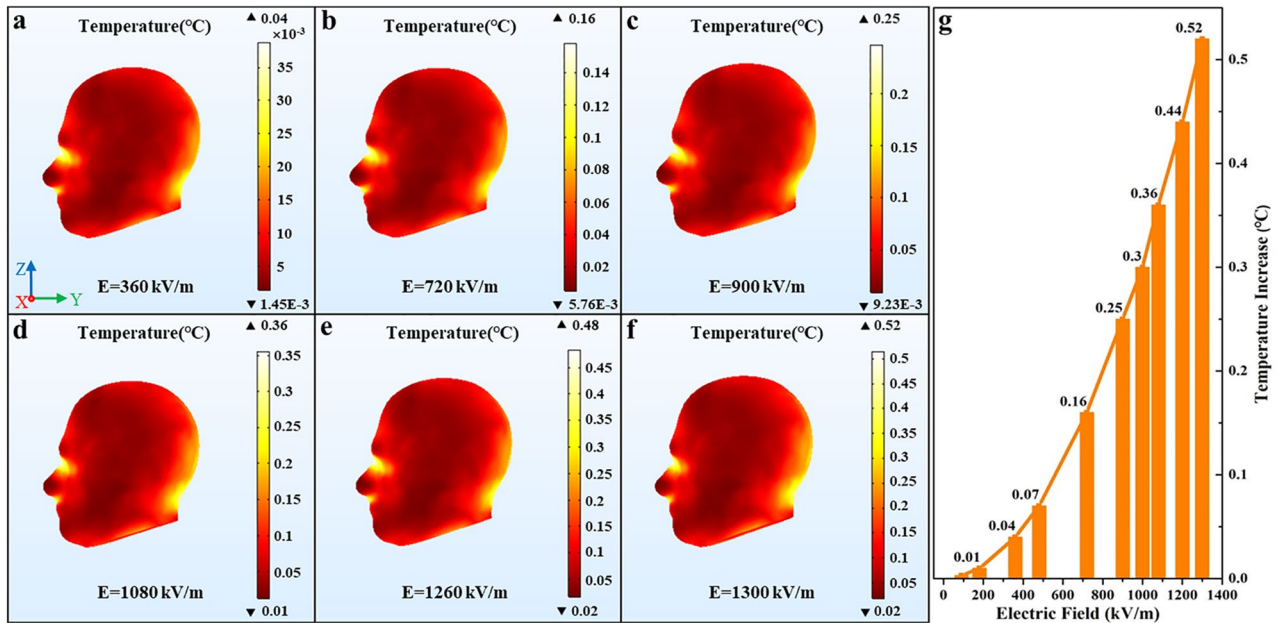 a
Temperature(°C)
▲ 0.04
×10⁻³
35
30
25
20
15
10
5
▼ 1.45E⁻3
Z
X
Y
E=360 kV/m
b
Temperature(°C)
▲ 0.16
0.14
0.12
0.1
0.08
0.06
0.04
0.02
▼ 5.76E⁻3
E=720 kV/m
c
Temperature(°C)
▲ 0.25
0.2
0.15
0.1
0.05
▼ 9.23E⁻3
E=900 kV/m
d
Temperature(°C)
▲ 0.36
0.35
0.3
0.25
0.2
0.15
0.1
0.05
▼ 0.01
E=1080 kV/m
e
Temperature(°C)
▲ 0.48
0.45
0.4
0.35
0.3
0.25
0.2
0.15
0.1
0.05
▼ 0.02
E=1260 kV/m
f
Temperature(°C)
▲ 0.52
0.5
0.45
0.4
0.35
0.3
0.25
0.2
0.15
0.1
0.05
▼ 0.02
E=1300 kV/m
g
0.52
0.44
0.36
0.3
0.25
0.16
0.07
0.04
0.01
0.5
0.4
0.3
0.2
0.1
0.0
Temperature Increase (°C)
0 200 400 600 800 1000 1200 1400
Electric Field (kV/m)